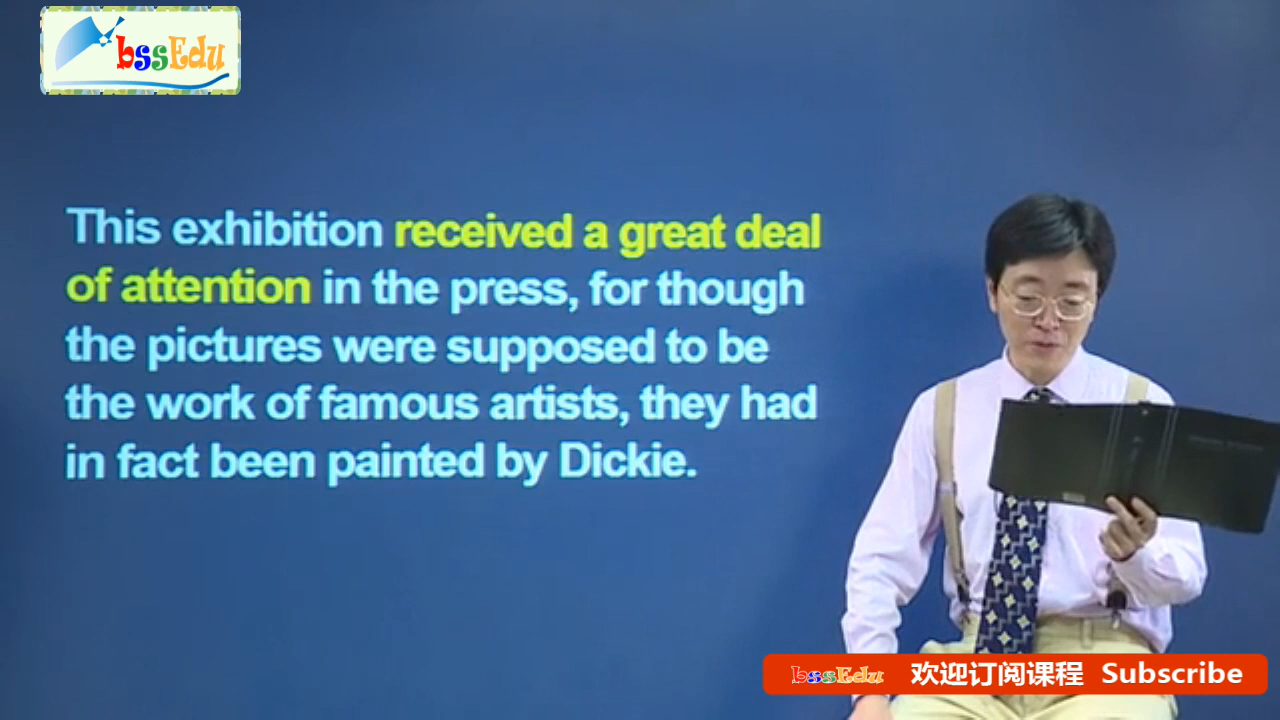 bssEdu
This exhibition received a great deal
of attention in the press, for though
the pictures were supposed to be
the work of famous artists, they had
in fact been painted by Dickie.
bssEdu 欢迎订阅课程 Subscribe